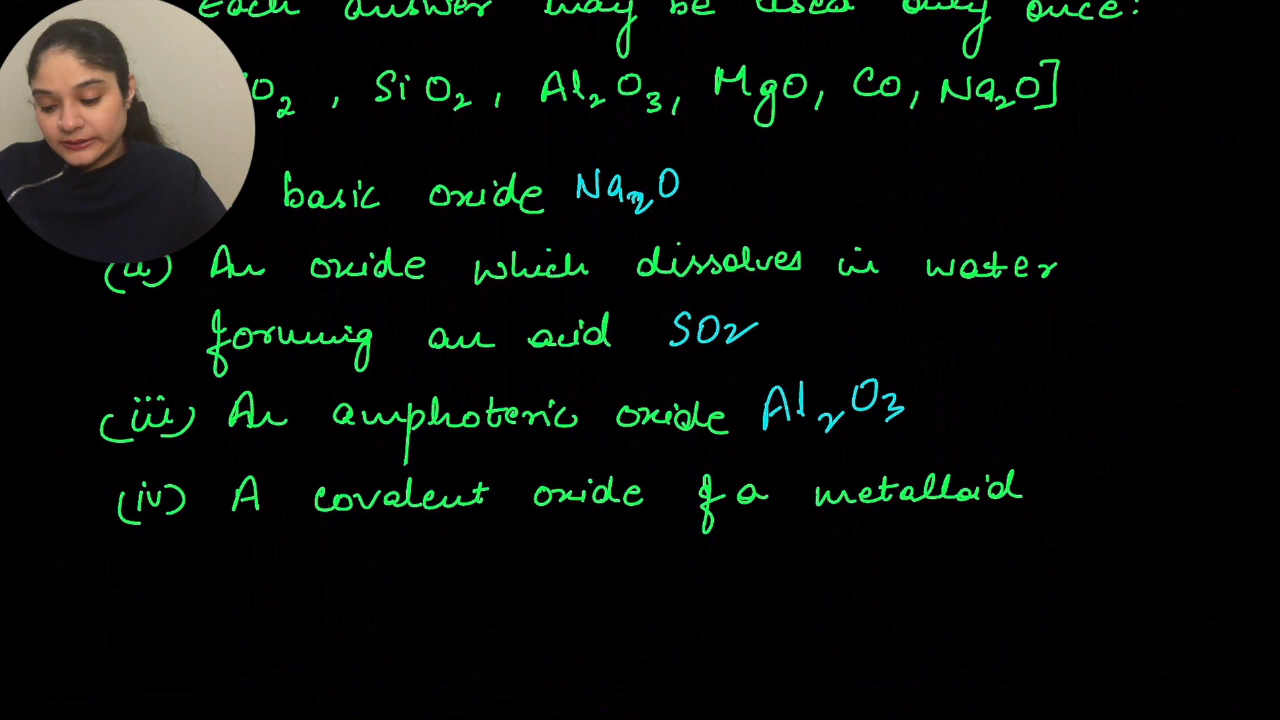 Each answer may be used only once:
O₂ , SiO₂, Al₂O₃, MgO, Co, Na₂O]
basic oxide Na₂O
(ii) An oxide which dissolves in water
forming an acid SO₂
(iii) An amphoteric oxide Al₂O₃
(iv) A covalent oxide of a metalloid